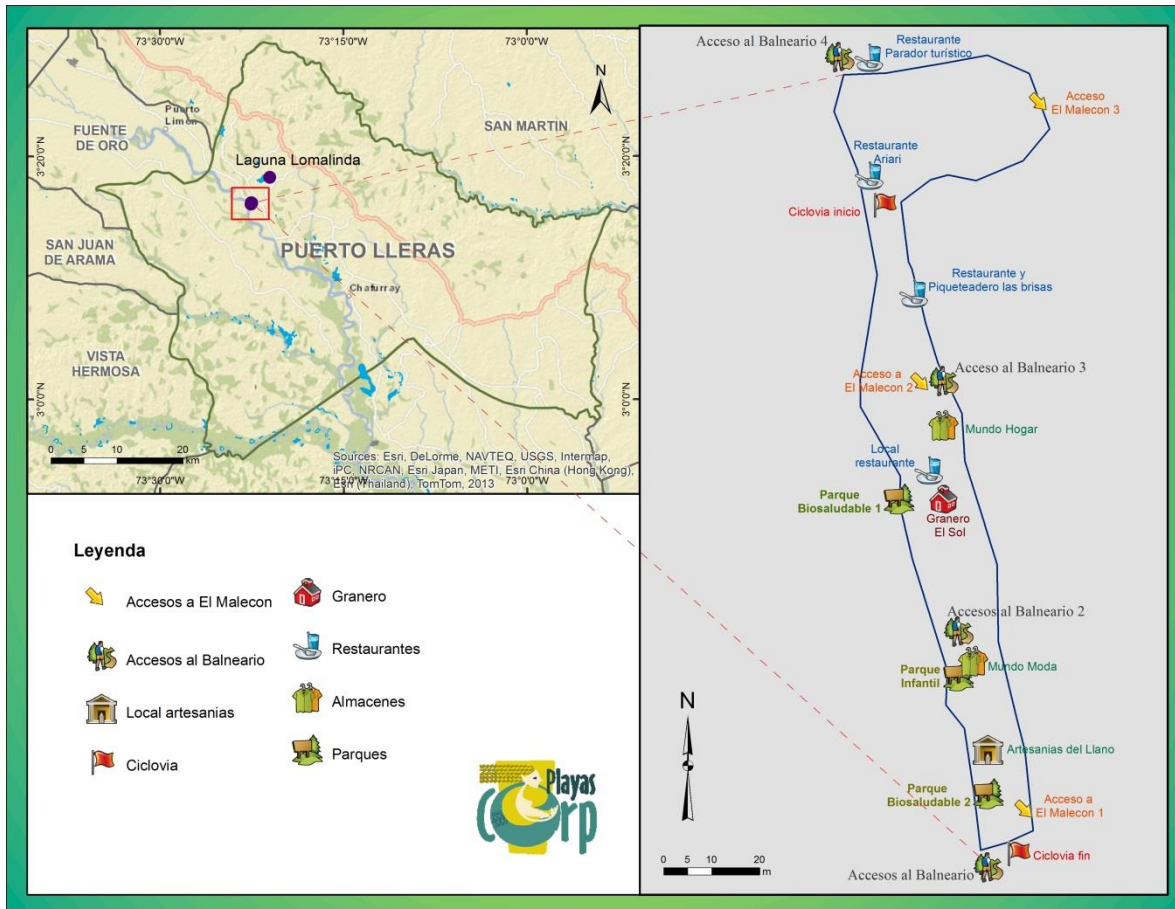 73°30'0"W
73°15'0"W
73°0'0"W
N
Puerto
Limón
FUENTE
DE ORO
SAN MARTIN
Laguna Lomalinda
3°20'0"N
3°20'0"N
SAN JUAN
DE ARAMA
PUERTO LLERAS
Chafurray
VISTA
HERMOSA
3°0'0"N
3°0'0"N
0 5 10 20
km
Sources: Esri, DeLorme, NAVTEQ, USGS, Intermap,
iPC, NRCAN, Esri Japan, METI, Esri China (Hong Kong),
Esri (Thailand), TomTom, 2013
73°30'0"W
73°15'0"W
73°0'0"W
Leyenda
Accesos a El Malecon
Accesos al Balneario
Local artesanias
Ciclovia
Granero
Restaurantes
Almacenes
Parques
Playas
Corp
Acceso al Balneario 4
Restaurante
Parador turístico
Acceso
El Malecon 3
Restaurante
Ariari
Ciclovia inicio
Restaurante y
Piqueteadero las brisas
Acceso a
El Malecon 2
Acceso al Balneario 3
Mundo Hogar
Local
restaurante
Parque
Biosaludable 1
Granero
El Sol
Accesos al Balneario 2
Parque
Infantil
Mundo Moda
Artesanias del Llano
Parque
Biosaludable 2
Acceso a
El Malecon 1
Ciclovia fin
Accesos al Balneario
N
0 5 10 20
m